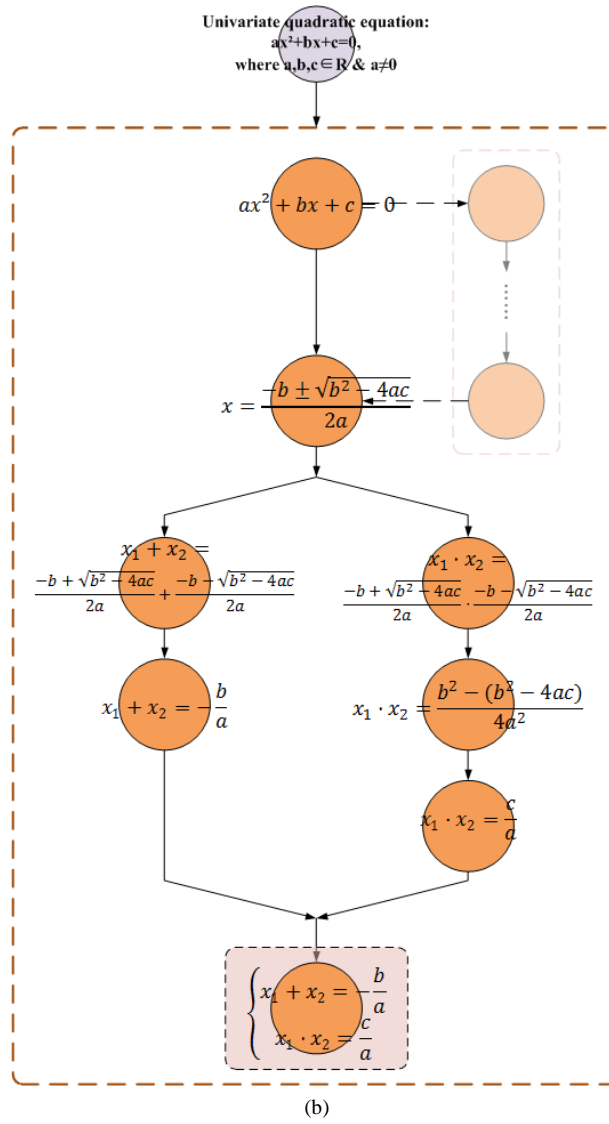 Univariate quadratic equation:
ax²+bx+c=0,
where a,b,c∈R & a≠0
ax² + bx + c = 0
x = (-b ± √(b² − 4ac)) / 2a
x₁ + x₂ =
(-b + √(b² − 4ac)) / 2a + (-b − √(b² − 4ac)) / 2a
x₁ · x₂ =
(-b + √(b² − 4ac)) / 2a · (-b − √(b² − 4ac)) / 2a
x₁ + x₂ = − b/a
x₁ · x₂ = (b² − (b² − 4ac)) / 4a²
x₁ · x₂ = c/a
{ x₁ + x₂ = − b/a
x₁ · x₂ = c/a
(b)